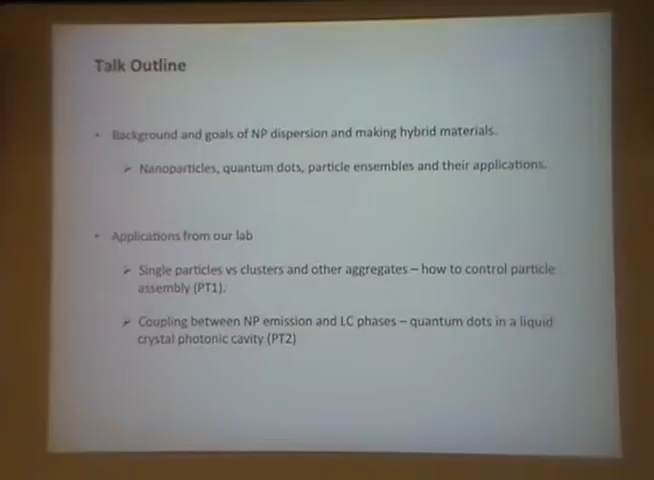 Talk Outline
• Background and goals of NP dispersion and making hybrid materials.
➢ Nanoparticles, quantum dots, particle ensembles and their applications.
• Applications from our lab
➢ Single particles vs clusters and other aggregates – how to control particle
assembly (PT1).
➢ Coupling between NP emission and LC phases – quantum dots in a liquid
crystal photonic cavity (PT2)